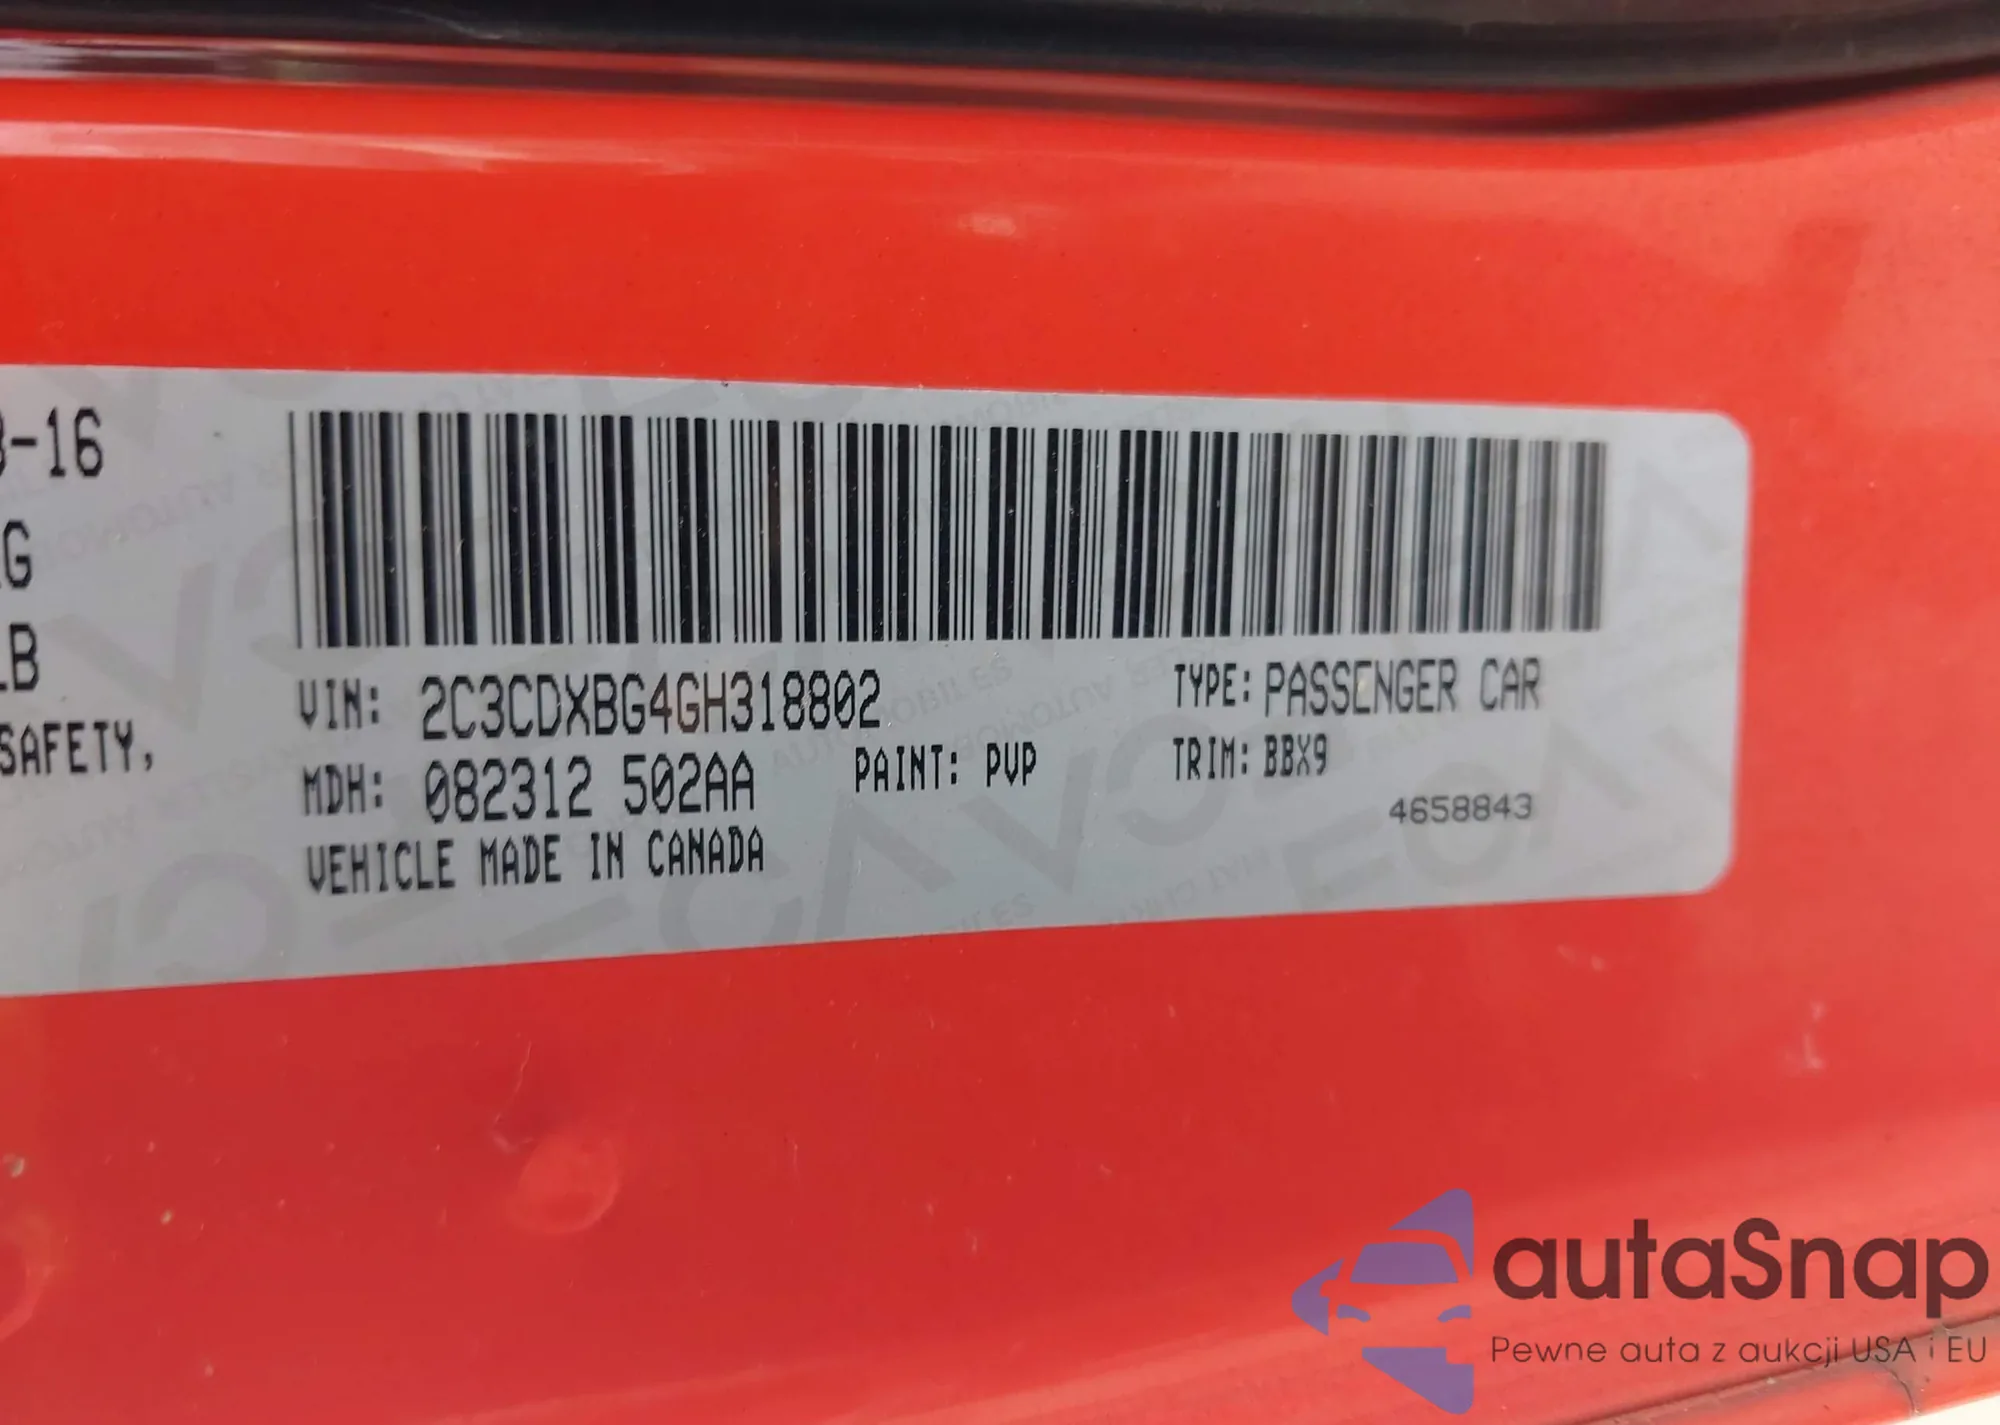 3-16
G
LB
SAFETY,
VIN: 2C3CDXBG4GH318802
TYPE: PASSENGER CAR
MDH: 082312 502AA
PAINT: PVP
TRIM: BBX9
4658843
VEHICLE MADE IN CANADA
autaSnap
Pewne auta z aukcji USA i EU